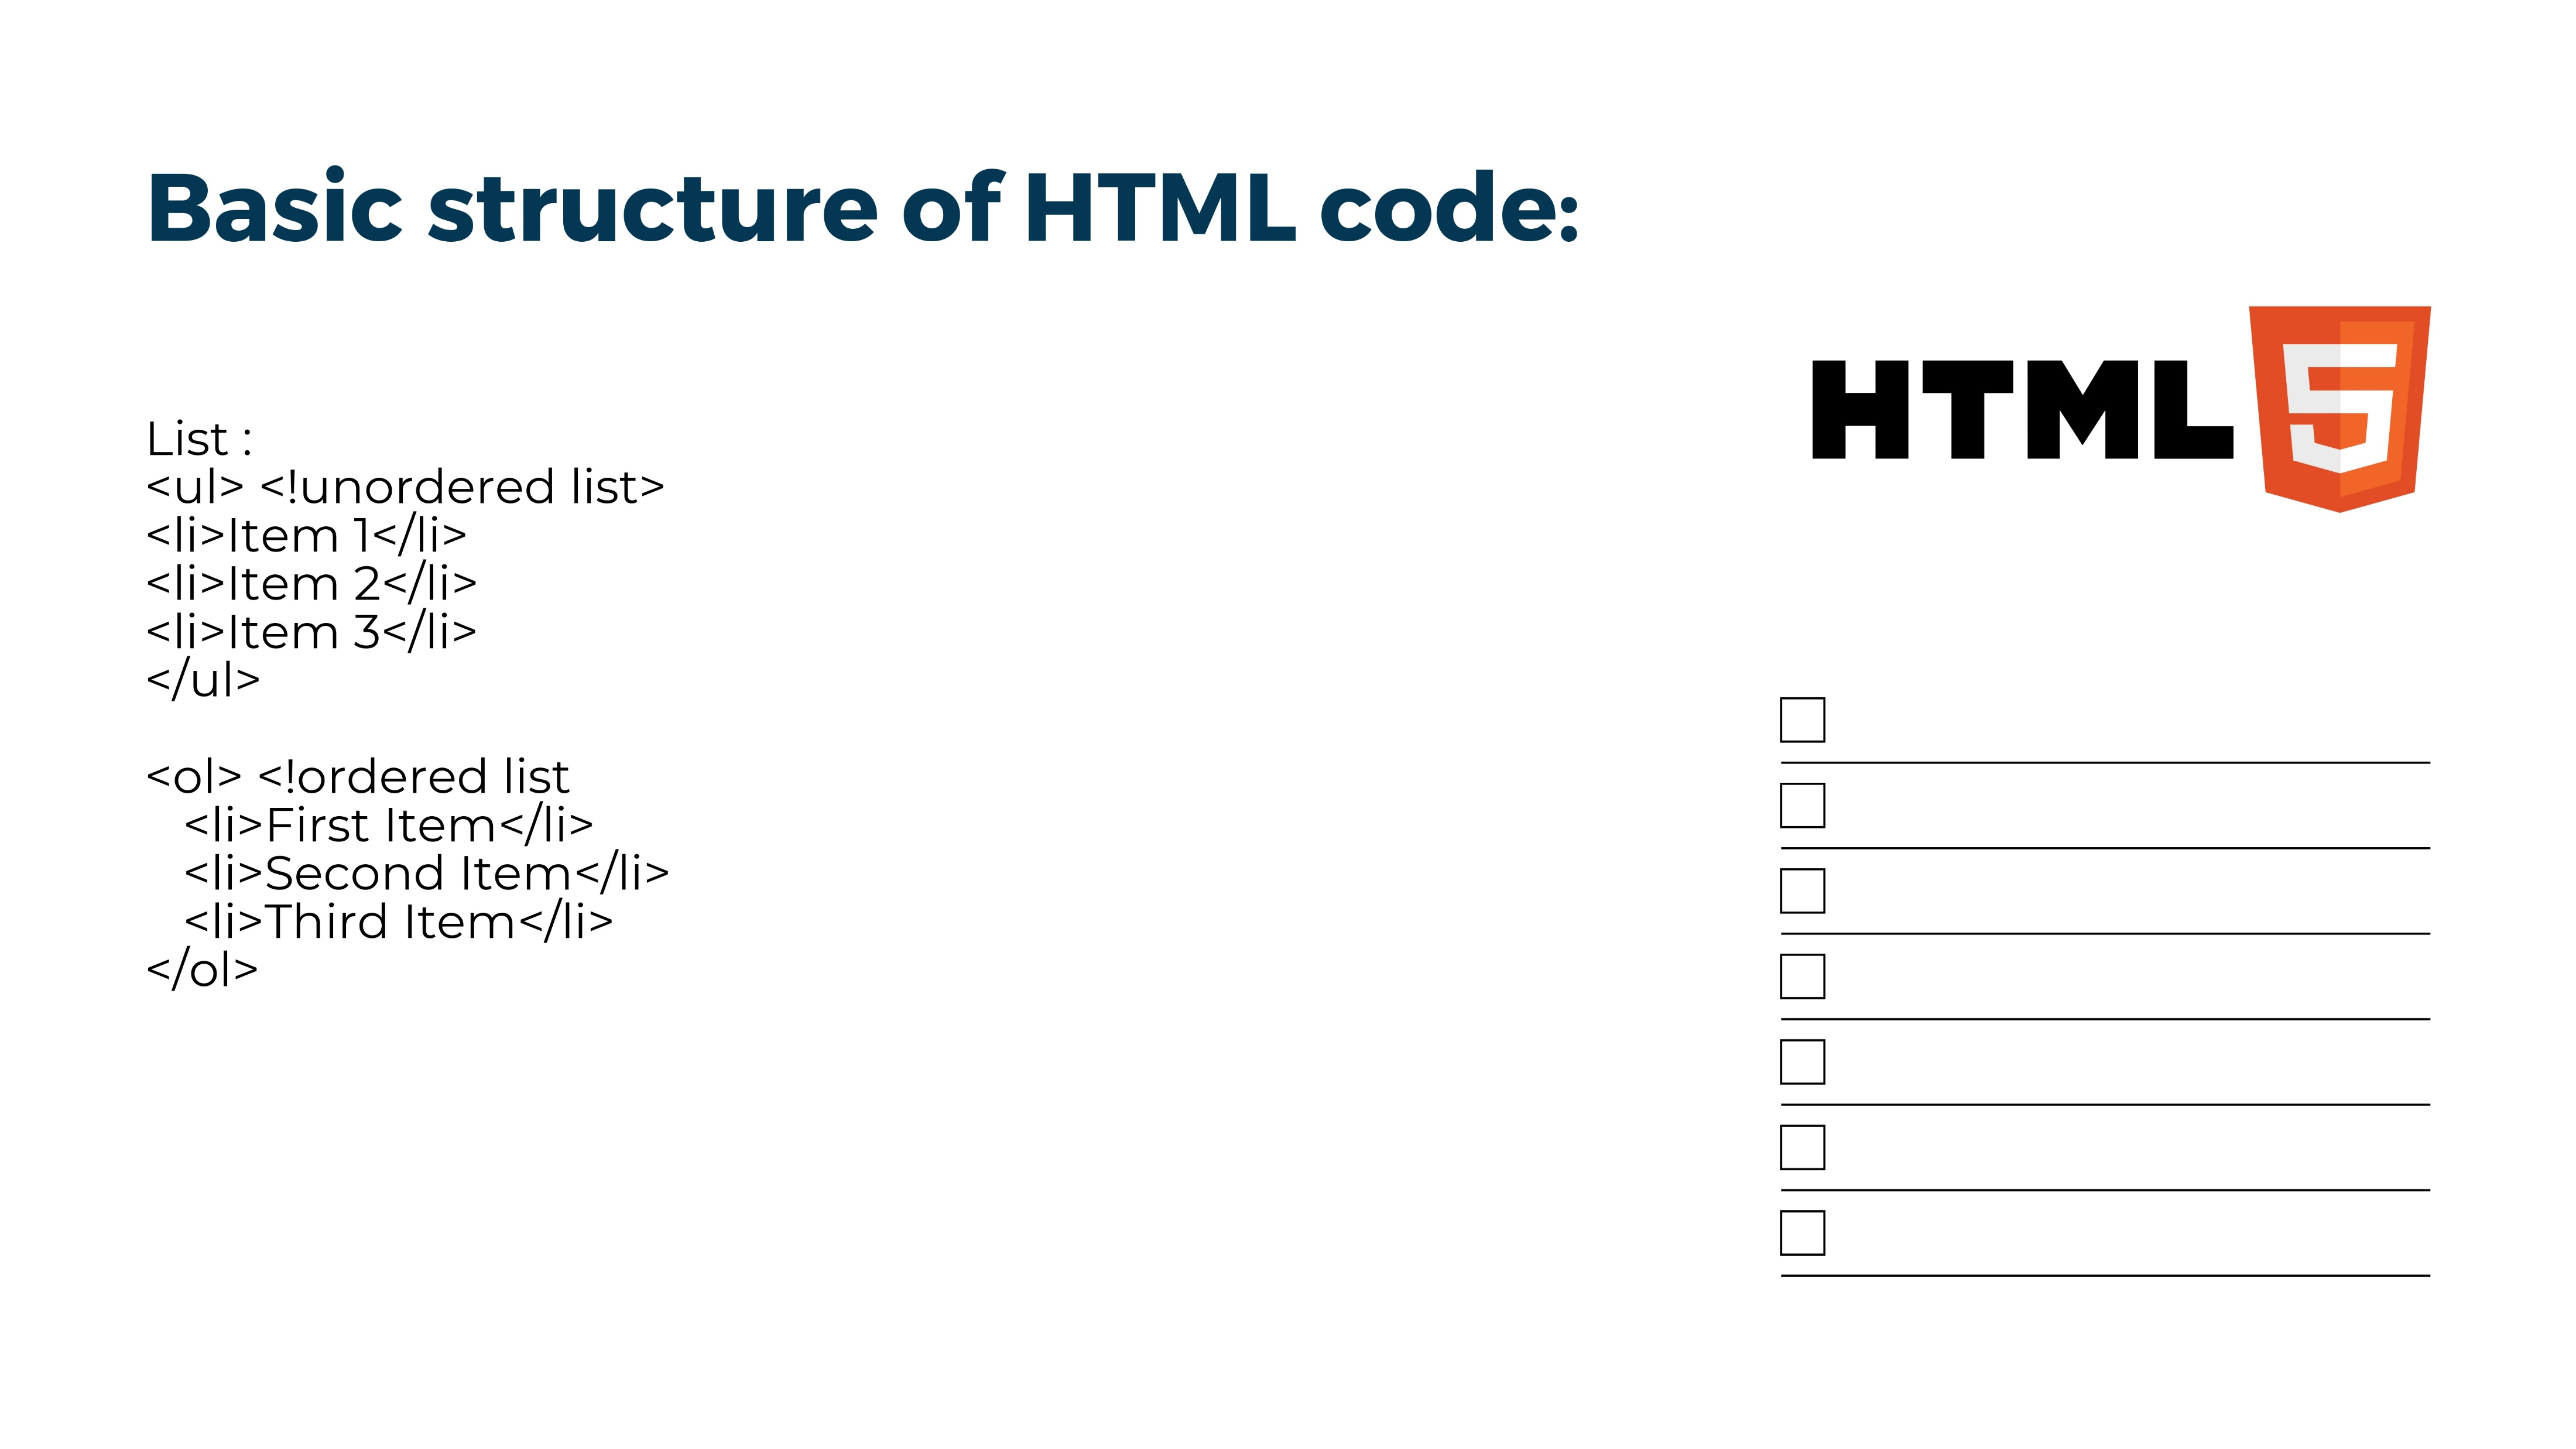 Basic structure of HTML code:
HTML 5
List :
<ul> <!unordered list>
<li>Item 1</li>
<li>Item 2</li>
<li>Item 3</li>
</ul>
<ol> <!ordered list
<li>First Item</li>
<li>Second Item</li>
<li>Third Item</li>
</ol>